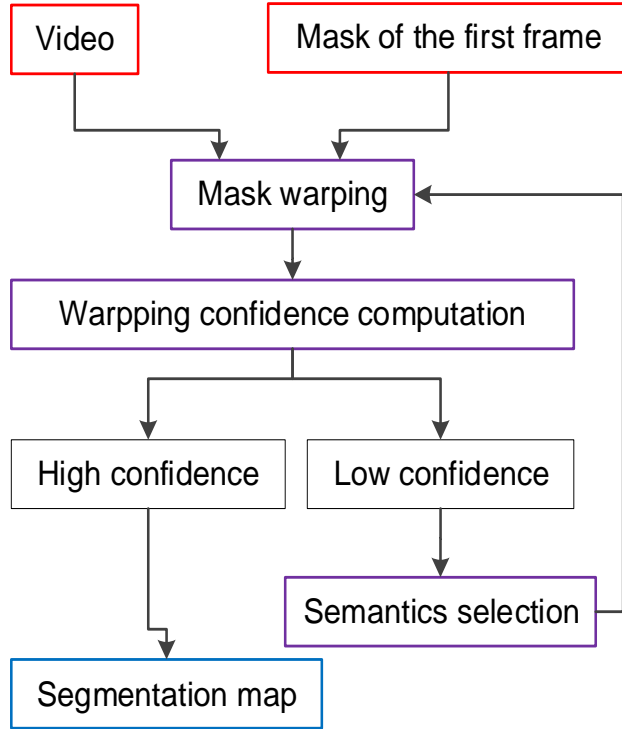 Video
Mask of the first frame
Mask warping
Warpping confidence computation
High confidence
Low confidence
Semantics selection
Segmentation map